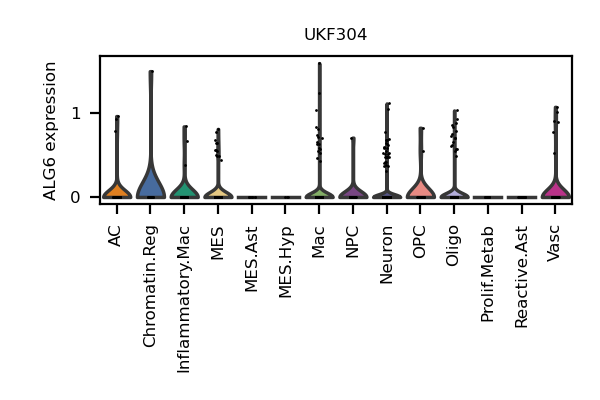 UKF304
ALG6 expression
1
0
AC
Chromatin.Reg
Inflammatory.Mac
MES
MES.Ast
MES.Hyp
Mac
NPC
Neuron
OPC
Oligo
Prolif.Metab
Reactive.Ast
Vasc